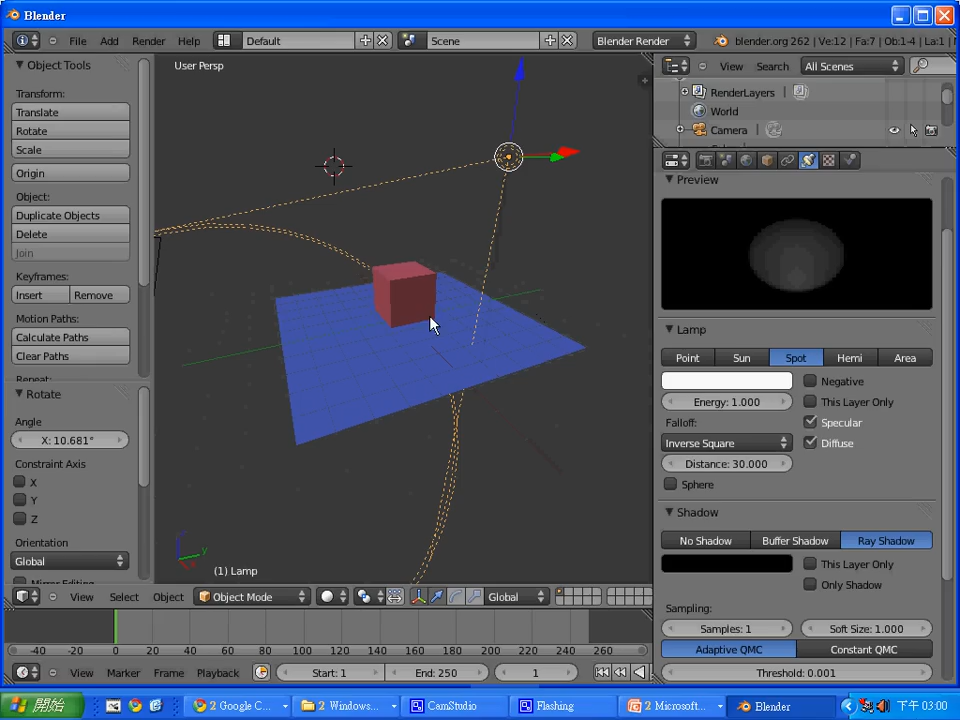 Blender
File Add Render Help Default Scene Blender Render blender.org 262 | Ve:12 | Fa:7 | Ob:1-4 | La:1 |
Object Tools
Transform:
Translate
Rotate
Scale
Origin
Object:
Duplicate Objects
Delete
Join
Keyframes:
Insert Remove
Motion Paths:
Calculate Paths
Clear Paths
Repeat:
Rotate
Angle
X: 10.681°
Constraint Axis
X
Y
Z
Orientation
Global
Mirror Editing
User Persp
y
(1) Lamp
View Select Object Object Mode Global
-40 -20 0 20 40 60 80 100 120 140 160 180 200 220 240 260
View Marker Frame Playback Start: 1 End: 250 1
View Search All Scenes
RenderLayers
World
Camera
Preview
Lamp
Point Sun Spot Hemi Area
Negative
Energy: 1.000 This Layer Only
Falloff: Specular
Inverse Square Diffuse
Distance: 30.000
Sphere
Shadow
No Shadow Buffer Shadow Ray Shadow
This Layer Only
Only Shadow
Sampling:
Samples: 1 Soft Size: 1.000
Adaptive QMC Constant QMC
Threshold: 0.001
開始 2 Google C... 2 Windows... CamStudio Flashing 2 Microsoft... Blender 下午 03:00